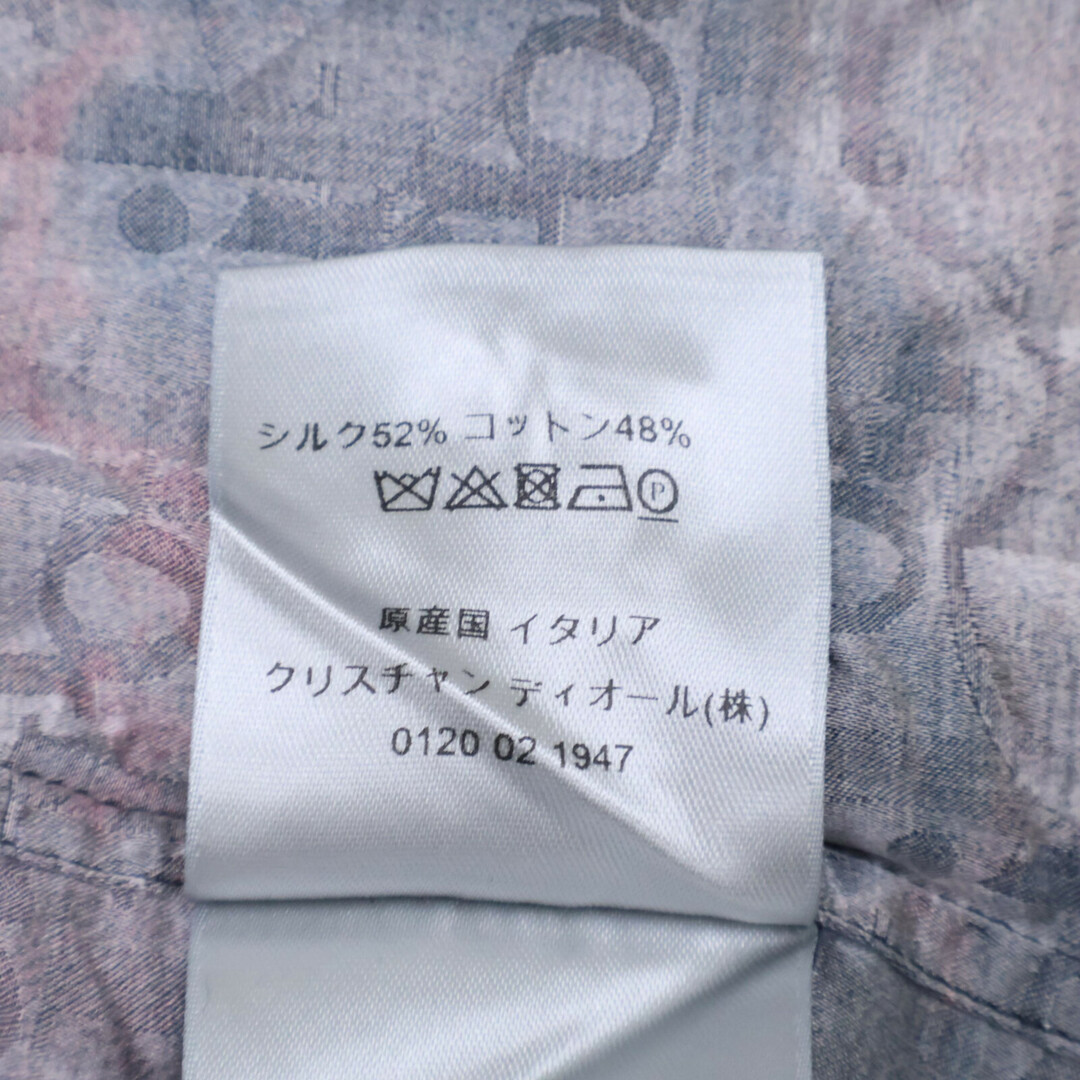 シルク52% コットン48%
P
原産国 イタリア
クリスチャン ディオール(株)
0120 02 1947